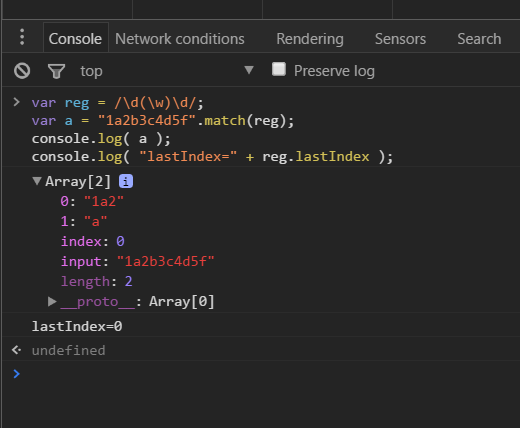 Console Network conditions Rendering Sensors Search
top Preserve log
var reg = /\d(\w)\d/;
var a = "1a2b3c4d5f".match(reg);
console.log( a );
console.log( "lastIndex=" + reg.lastIndex );
Array[2] i
0: "1a2"
1: "a"
index: 0
input: "1a2b3c4d5f"
length: 2
__proto__: Array[0]
lastIndex=0
undefined